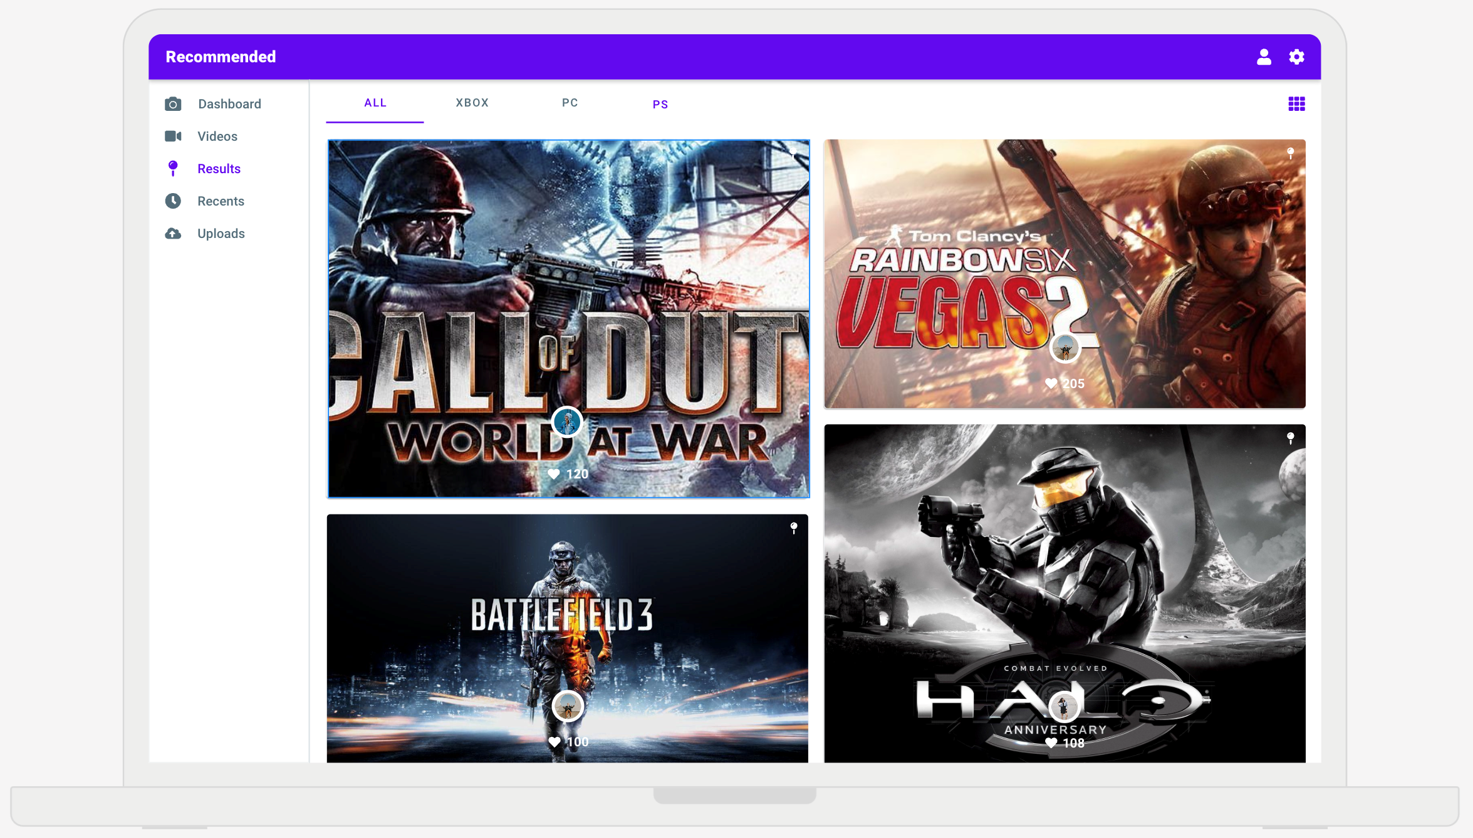 Recommended
Dashboard
Videos
Results
Recents
Uploads
ALL XBOX PC PS
CALL OF DUTY
WORLD AT WAR
120
Tom Clancy's
RAINBOWSIX
VEGAS 2
205
BATTLEFIELD 3
100
COMBAT EVOLVED
HALO
ANNIVERSARY
108